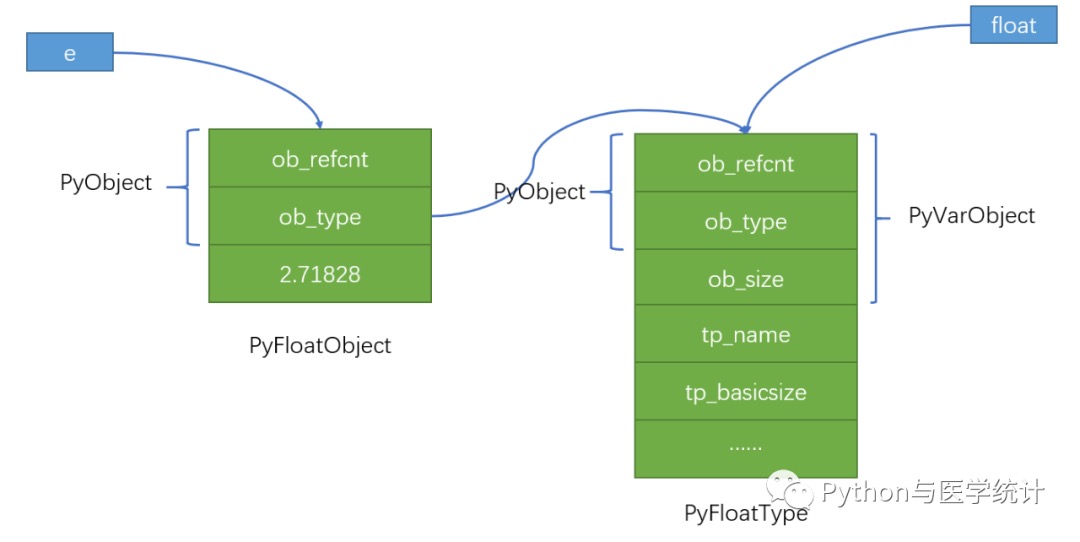 e
float
PyObject
ob_refcnt
ob_type
2.71828
PyFloatObject
PyObject
ob_refcnt
ob_type
ob_size
tp_name
tp_basicsize
......
PyVarObject
PyFloatType
Python与医学统计